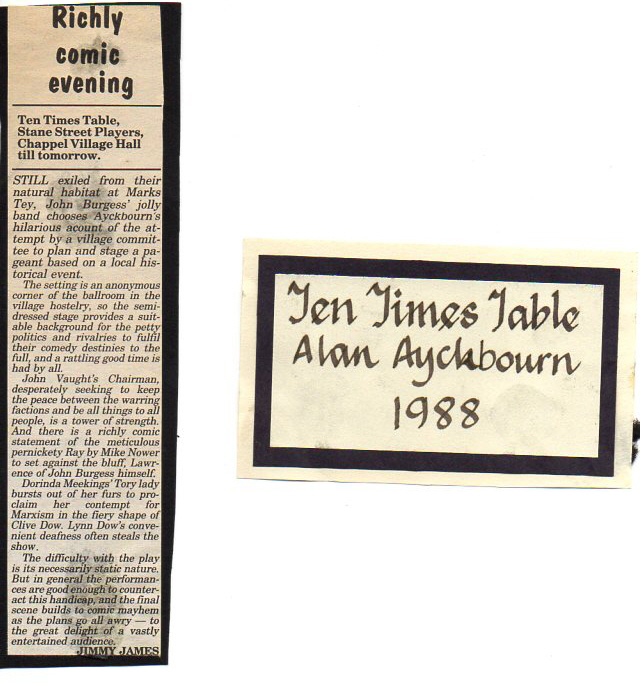 Richly
comic
evening
Ten Times Table,
Stane Street Players,
Chappel Village Hall
till tomorrow.
STILL exiled from their
natural habitat at Marks
Tey, John Burgess' jolly
band chooses Ayckbourn's
hilarious acount of the at-
tempt by a village commit-
tee to plan and stage a pa-
geant based on a local his-
torical event.
The setting is an anonymous
corner of the ballroom in the
village hostelry, so the semi-
dressed stage provides a suit-
able background for the petty
politics and rivalries to fulfil
their comedy destinies to the
full, and a rattling good time is
had by all.
John Vaught's Chairman,
desperately seeking to keep
the peace between the warring
factions and be all things to all
people, is a tower of strength.
And there is a richly comic
statement of the meticulous
pernickety Ray by Mike Nower
to set against the bluff, Lawr-
ence of John Burgess himself.
Dorinda Meekings' Tory lady
bursts out of her furs to pro-
claim her contempt for
Marxism in the fiery shape of
Clive Dow. Lynn Dow's conve-
nient deafness often steals the
show.
The difficulty with the play
is its necessarily static nature.
But in general the performan-
ces are good enough to counter-
act this handicap, and the final
scene builds to comic mayhem
as the plans go all awry — to
the great delight of a vastly
entertained audience.
JIMMY JAMES
Ten Times Table
Alan Ayckbourn
1988